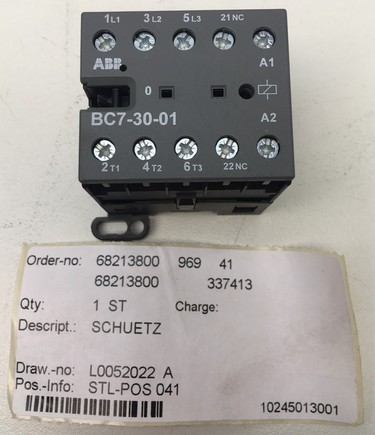 1L1 3L2 5L3 21NC
ABB A1
0
BC7-30-01 A2
2T1 4T2 6T3 22NC
Order-no: 68213800 969 41
68213800 337413
Qty: 1 ST Charge:
Descript.: SCHUETZ
Draw.-no: L0052022 A
Pos.-Info: STL-POS 041
10245013001